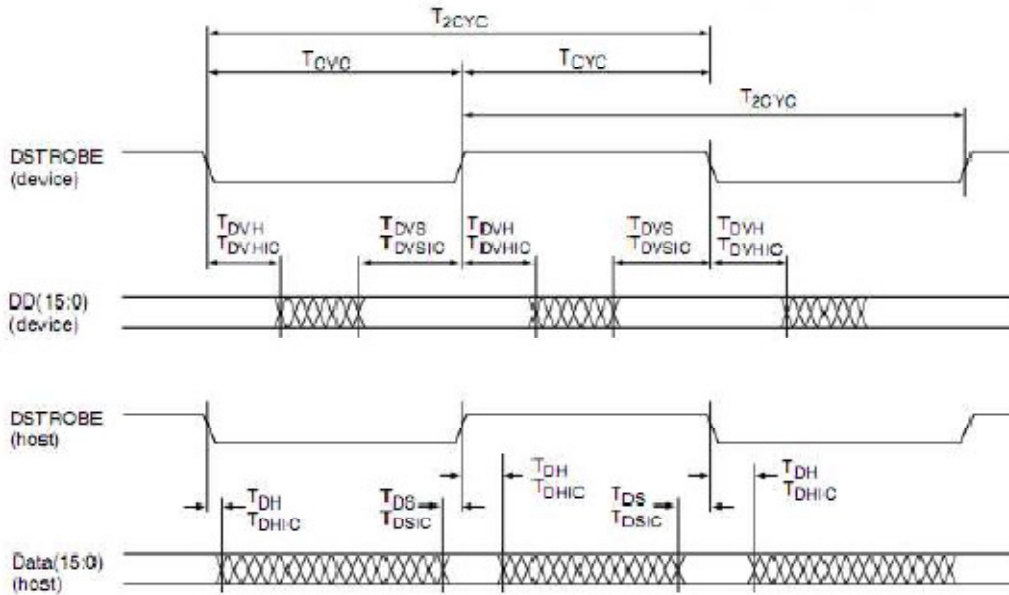 T2CYC
TCYC TCYC
T2CYC
DSTROBE
(device)
TDVH TDVS TDVH TDVS TDVH
TDVHIC TDVSIC TDVHIC TDVSIC TDVHIC
DD(15:0)
(device)
DSTROBE
(host)
TDH TDH
TDHIC TDHIC
TDH TDS TDS
TDHIC TDSIC TDSIC
Data(15:0)
(host)